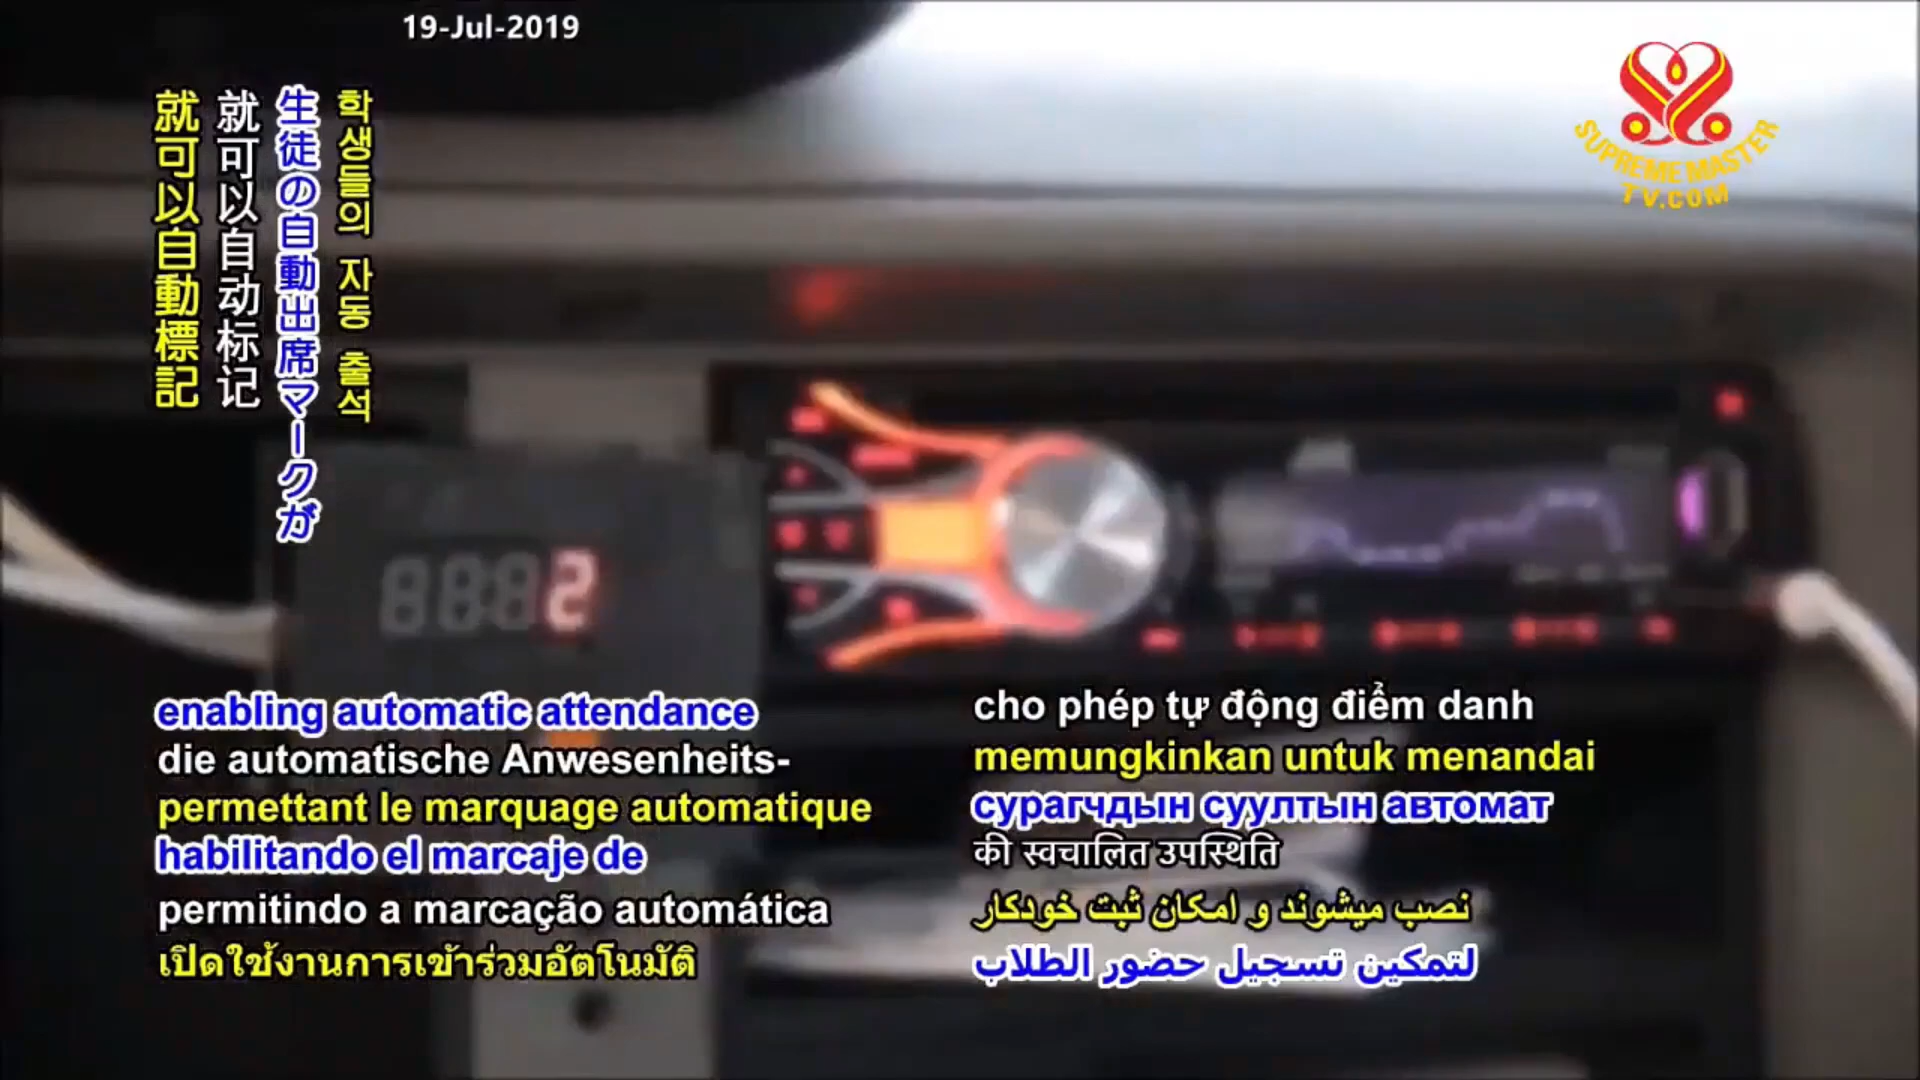 19-Jul-2019
SUPREME MASTER
TV.COM
就可以自動標記
就可以自动标记
生徒の自動出席マークが
학생들의 자동 출석
8882
enabling automatic attendance
die automatische Anwesenheits-
permettant le marquage automatique
habilitando el marcaje de
permitindo a marcação automática
เปิดใช้งานการเข้าร่วมอัตโนมัติ
cho phép tự động điểm danh
memungkinkan untuk menandai
сурагчдын суултын автомат
की स्वचालित उपस्थिति
نصب میشوند و امکان ثبت خودکار
لتمكين تسجيل حضور الطلاب